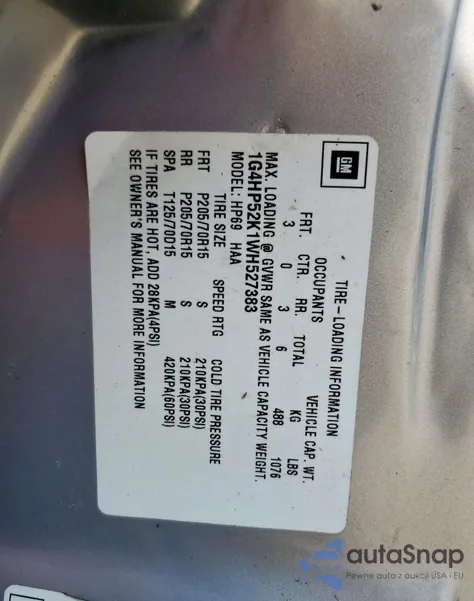 GM
TIRE-LOADING INFORMATION
OCCUPANTS VEHICLE CAP. WT.
FRT. CTR. RR. TOTAL KG LBS
3 0 3 6 488 1076
MAX. LOADING @ GVWR SAME AS VEHICLE CAPACITY WEIGHT.
1G4HP52K1WH527383
MODEL: HP69 HAA
TIRE SIZE SPEED RTG COLD TIRE PRESSURE
FRT P205/70R15 S 210KPA(30PSI)
RR P205/70R15 S 210KPA(30PSI)
SPA T125/70D15 M 420KPA(60PSI)
IF TIRES ARE HOT, ADD 28KPA(4PSI)
SEE OWNER'S MANUAL FOR MORE INFORMATION
autoSnap
Pewne auta z aukcji USA i EU